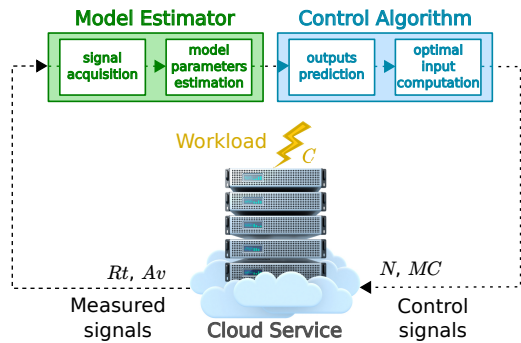 Model Estimator
Control Algorithm
signal
acquisition
model
parameters
estimation
outputs
prediction
optimal
input
computation
Workload
C
Rt, Av
N, MC
Measured
signals
Control
signals
Cloud Service